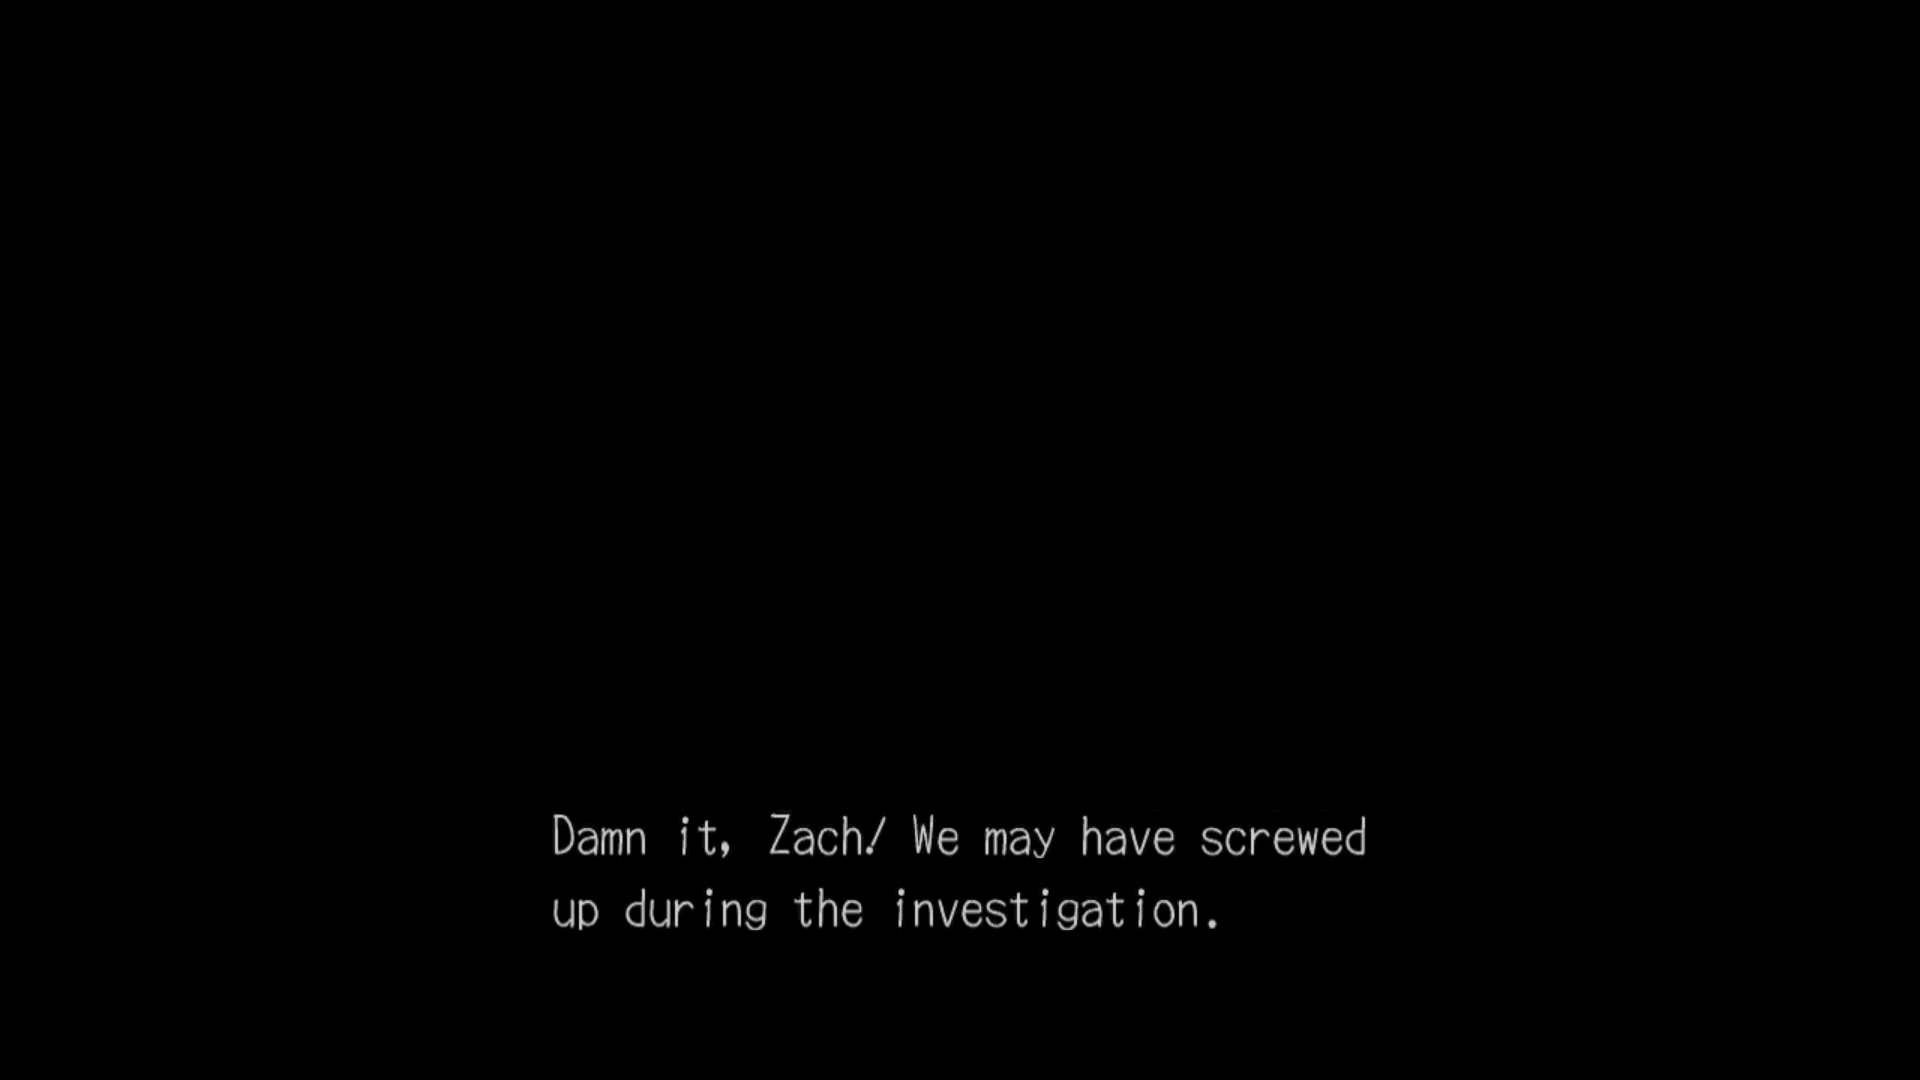 Damn it, Zach! We may have screwed
up during the investigation.